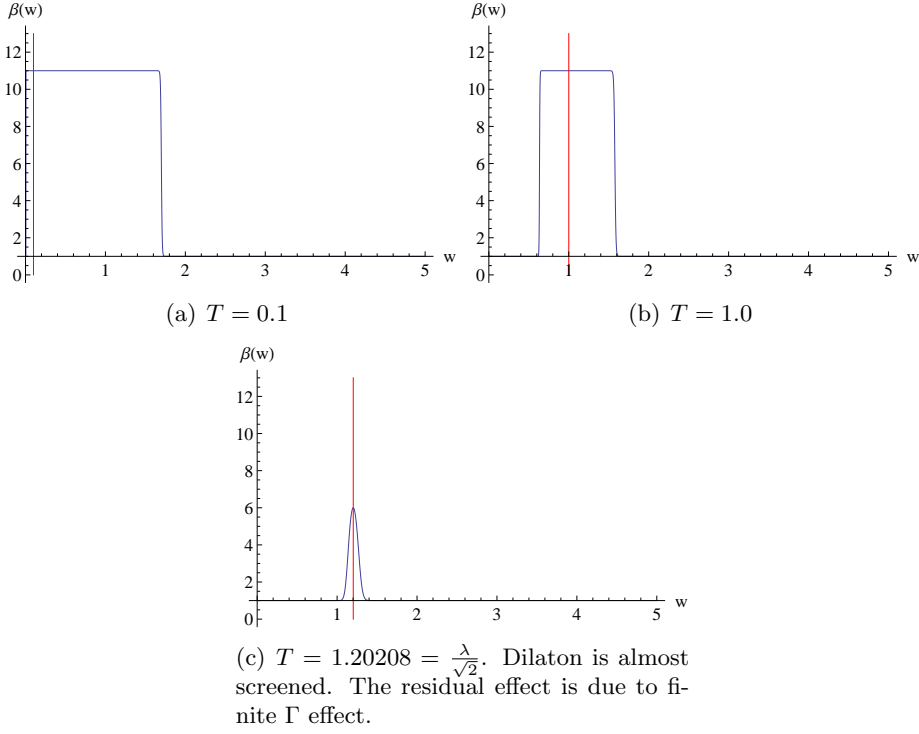 β(w)
12
10
8
6
4
2
0
1 2 3 4 5 w
(a) T = 0.1
β(w)
12
10
8
6
4
2
0
1 2 3 4 5 w
(b) T = 1.0
β(w)
12
10
8
6
4
2
0
1 2 3 4 5 w
(c) T = 1.20208 = λ/√2. Dilaton is almost
screened. The residual effect is due to fi-
nite Γ effect.